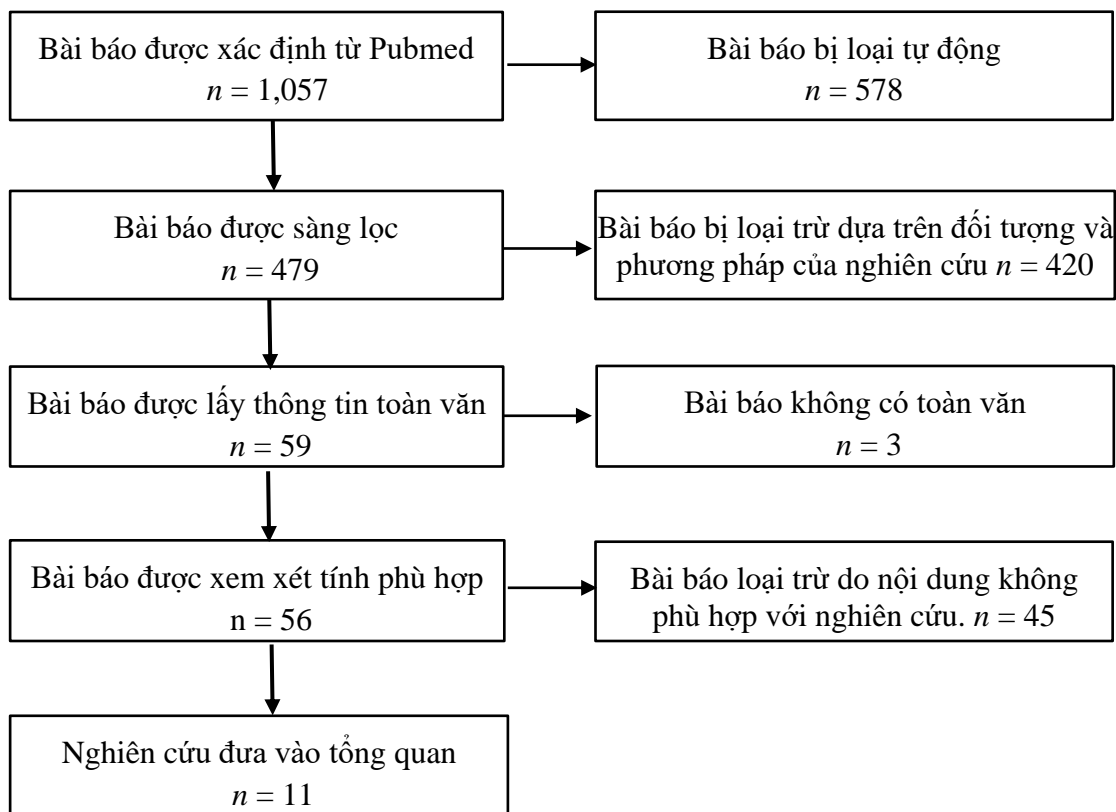 Bài báo được xác định từ Pubmed
n = 1,057
Bài báo bị loại tự động
n = 578
Bài báo được sàng lọc
n = 479
Bài báo bị loại trừ dựa trên đối tượng và
phương pháp của nghiên cứu n = 420
Bài báo được lấy thông tin toàn văn
n = 59
Bài báo không có toàn văn
n = 3
Bài báo được xem xét tính phù hợp
n = 56
Bài báo loại trừ do nội dung không
phù hợp với nghiên cứu. n = 45
Nghiên cứu đưa vào tổng quan
n = 11